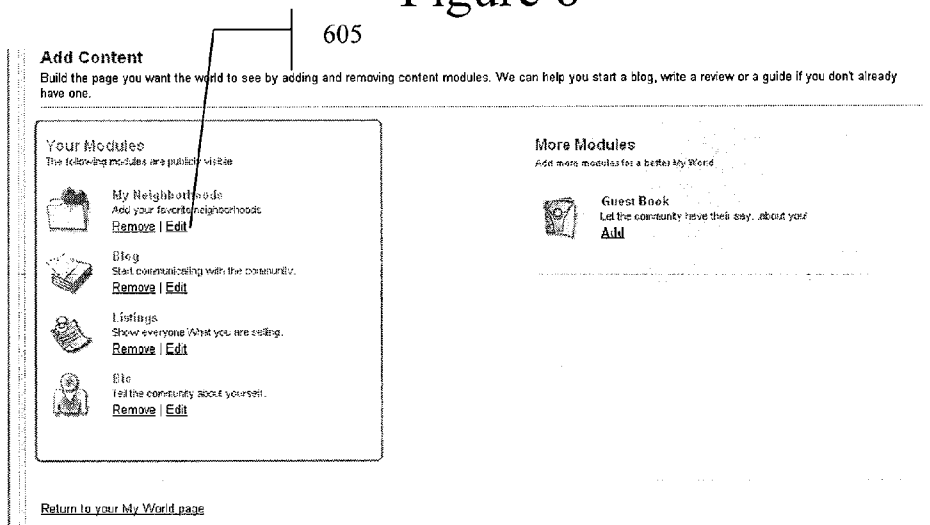 Figure 6
605
Add Content
Build the page you want the world to see by adding and removing content modules. We can help you start a blog, write a review or a guide if you don't already
have one.
Your Modules
The following modules are publicly visible
My Neighborhoods
Add your favorite neighborhoods
Remove | Edit
Blog
Start communicating with the community.
Remove | Edit
Listings
Show everyone What you are selling.
Remove | Edit
Bio
Tell the community about yourself.
Remove | Edit
More Modules
Add more modules for a better My World
Guest Book
Let the community have their say, about you!
Add
Return to your My World page